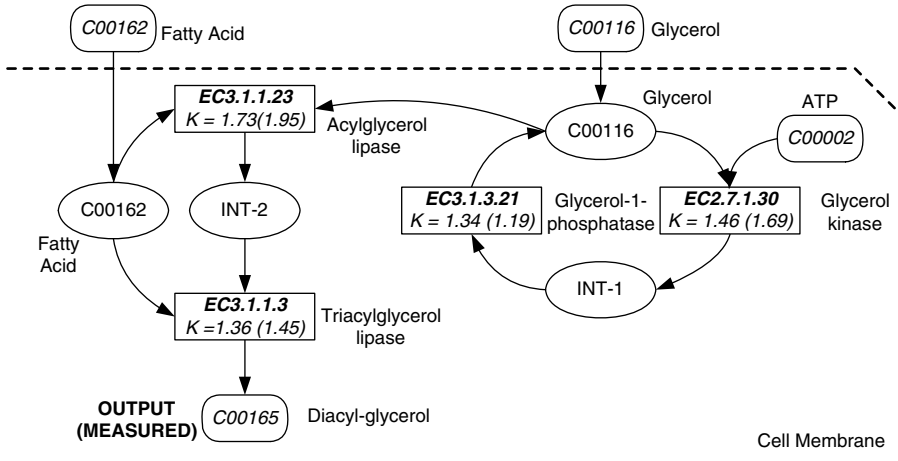 C00162 Fatty Acid
C00116 Glycerol
EC3.1.1.23
K = 1.73(1.95)
Acylglycerol
lipase
Glycerol
C00116
ATP
C00002
C00162
Fatty
Acid
INT-2
EC3.1.3.21
K = 1.34 (1.19)
Glycerol-1-
phosphatase
EC2.7.1.30
K = 1.46 (1.69)
Glycerol
kinase
INT-1
EC3.1.1.3
K =1.36 (1.45)
Triacylglycerol
lipase
OUTPUT
(MEASURED)
C00165
Diacyl-glycerol
Cell Membrane